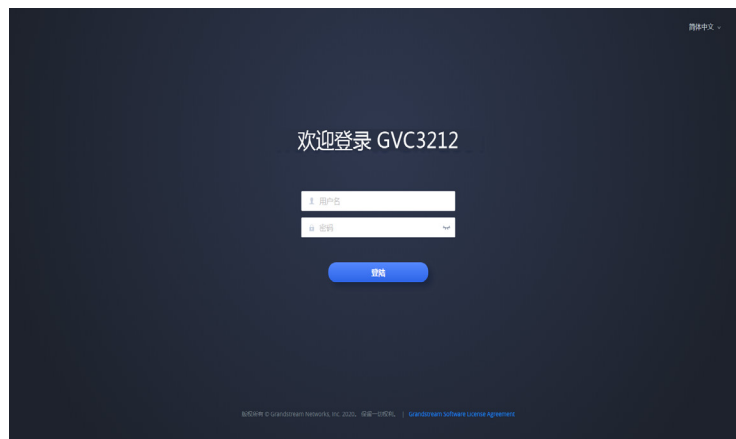 简体中文
欢迎登录 GVC3212
用户名
密码
登陆
版权所有 © Grandstream Networks, Inc. 2020。 保留一切权利。 | Grandstream Software License Agreement